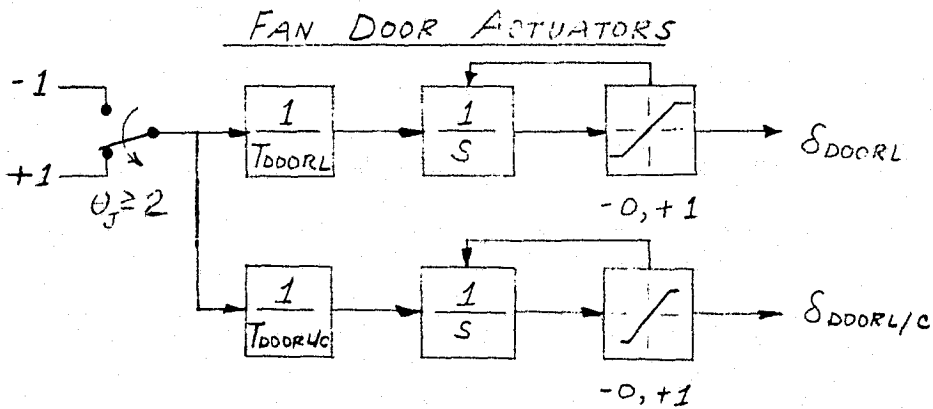 FAN DOOR ACTUATORS
-1
+1
θJ ≥ 2
1
TDOORL
1
S
-0, +1
δDOORL
1
TDOORL/C
1
S
-0, +1
δDOORL/C